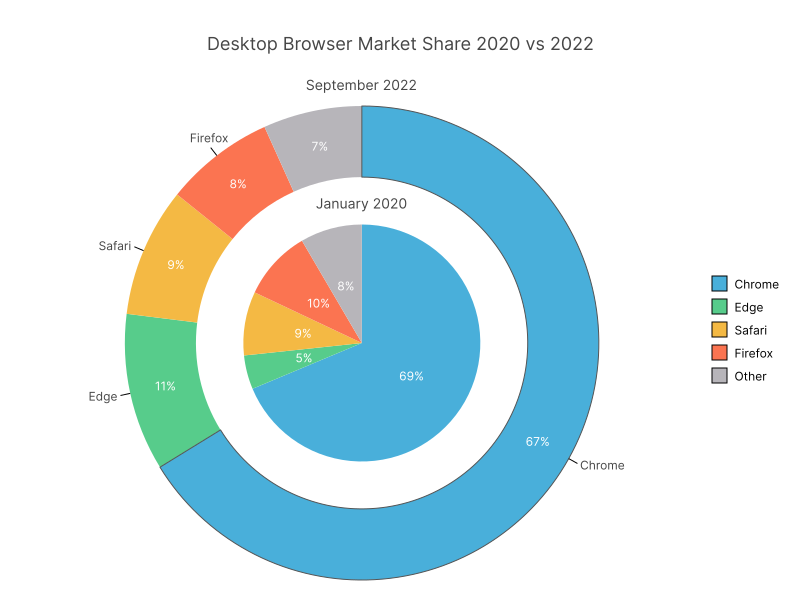 Desktop Browser Market Share 2020 vs 2022
September 2022
Firefox
7%
8%
January 2020
Safari
9%
8%
Chrome
10%
Edge
9%
Safari
5%
Firefox
69%
Other
11%
Edge
67%
Chrome